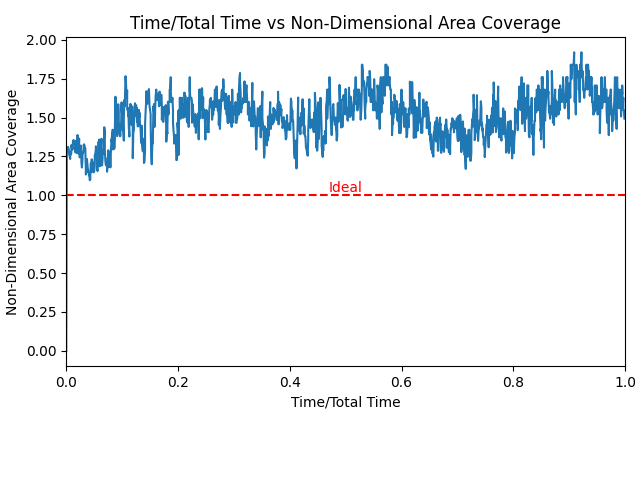 Time/Total Time vs Non-Dimensional Area Coverage
2.00
1.75
1.50
1.25
1.00
0.75
0.50
0.25
0.00
Non-Dimensional Area Coverage
Ideal
0.0 0.2 0.4 0.6 0.8 1.0
Time/Total Time